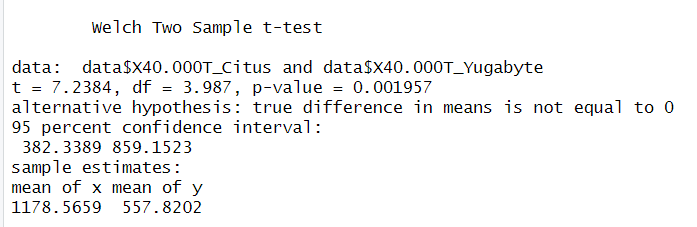 Welch Two Sample t-test
data:  data$X40.000T_Citus and data$X40.000T_Yugabyte
t = 7.2384, df = 3.987, p-value = 0.001957
alternative hypothesis: true difference in means is not equal to 0
95 percent confidence interval:
 382.3389 859.1523
sample estimates:
mean of x mean of y
1178.5659  557.8202